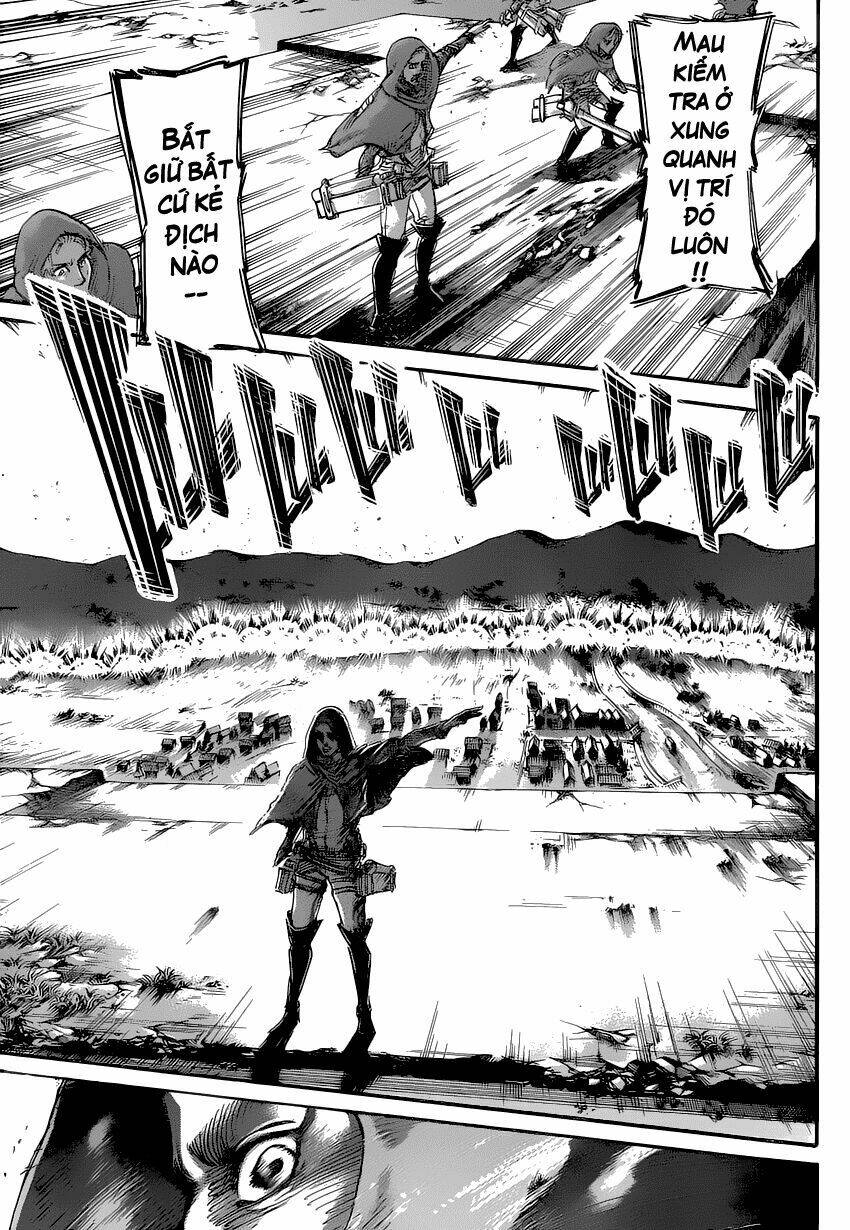 MAU
KIỂM
TRA Ở
XUNG
QUANH
VỊ TRÍ
ĐÓ
LUÔN
!!
BẮT
GIỮ BẤT
CỨ KẺ
ĐỊCH
NÀO
--